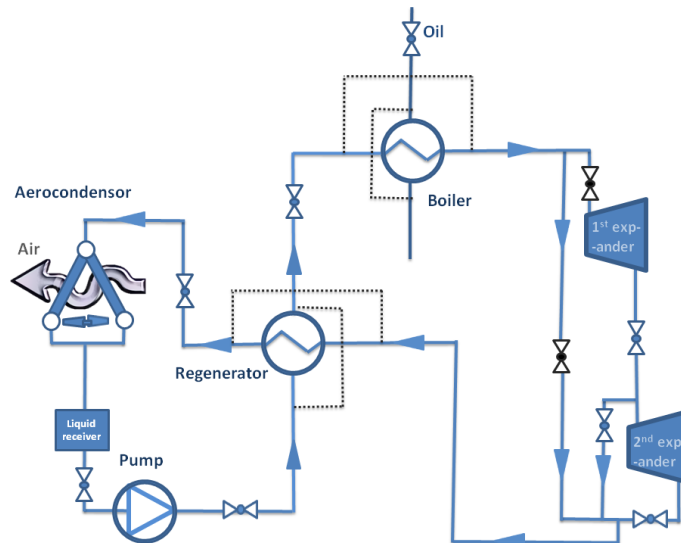 Oil
Aerocondensor
Boiler
1st exp-
-ander
Air
Regenerator
Liquid
receiver
Pump
2nd exp
-ander